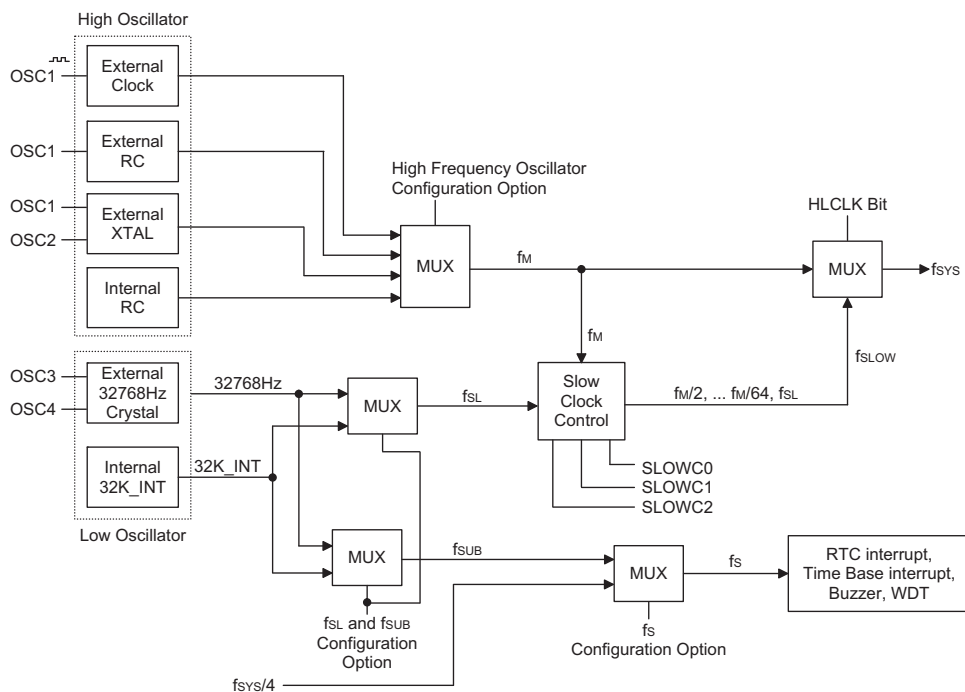 High Oscillator
OSC1
External
Clock
OSC1
External
RC
OSC1
OSC2
External
XTAL
Internal
RC
High Frequency Oscillator
Configuration Option
MUX
fM
HLCLK Bit
MUX
fSYS
fM
fSLOW
OSC3
OSC4
External
32768Hz
Crystal
32768Hz
MUX
fSL
Slow
Clock
Control
fM/2, ... fM/64, fSL
Internal
32K_INT
32K_INT
Low Oscillator
SLOWC0
SLOWC1
SLOWC2
MUX
fSUB
MUX
fS
RTC interrupt,
Time Base interrupt,
Buzzer, WDT
fSL and fSUB
Configuration
Option
fS
Configuration Option
fSYS/4